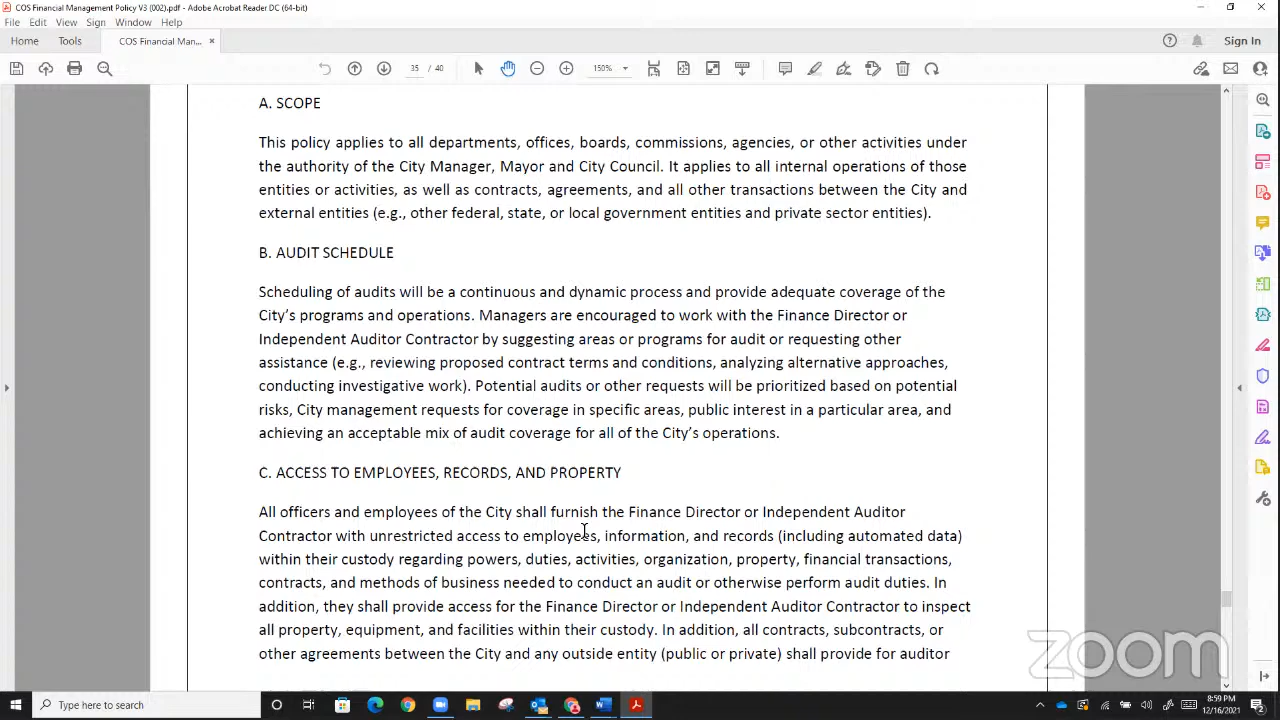 COS Financial Management Policy V3 (002).pdf - Adobe Acrobat Reader DC (64-bit)
File Edit View Sign Window Help
Home Tools COS Financial Man... × Sign In
35 / 40 150%
A. SCOPE
This policy applies to all departments, offices, boards, commissions, agencies, or other activities under
the authority of the City Manager, Mayor and City Council. It applies to all internal operations of those
entities or activities, as well as contracts, agreements, and all other transactions between the City and
external entities (e.g., other federal, state, or local government entities and private sector entities).
B. AUDIT SCHEDULE
Scheduling of audits will be a continuous and dynamic process and provide adequate coverage of the
City’s programs and operations. Managers are encouraged to work with the Finance Director or
Independent Auditor Contractor by suggesting areas or programs for audit or requesting other
assistance (e.g., reviewing proposed contract terms and conditions, analyzing alternative approaches,
conducting investigative work). Potential audits or other requests will be prioritized based on potential
risks, City management requests for coverage in specific areas, public interest in a particular area, and
achieving an acceptable mix of audit coverage for all of the City’s operations.
C. ACCESS TO EMPLOYEES, RECORDS, AND PROPERTY
All officers and employees of the City shall furnish the Finance Director or Independent Auditor
Contractor with unrestricted access to employees, information, and records (including automated data)
within their custody regarding powers, duties, activities, organization, property, financial transactions,
contracts, and methods of business needed to conduct an audit or otherwise perform audit duties. In
addition, they shall provide access for the Finance Director or Independent Auditor Contractor to inspect
all property, equipment, and facilities within their custody. In addition, all contracts, subcontracts, or
other agreements between the City and any outside entity (public or private) shall provide for auditor
zoom
Type here to search
8:59 PM
12/16/2021